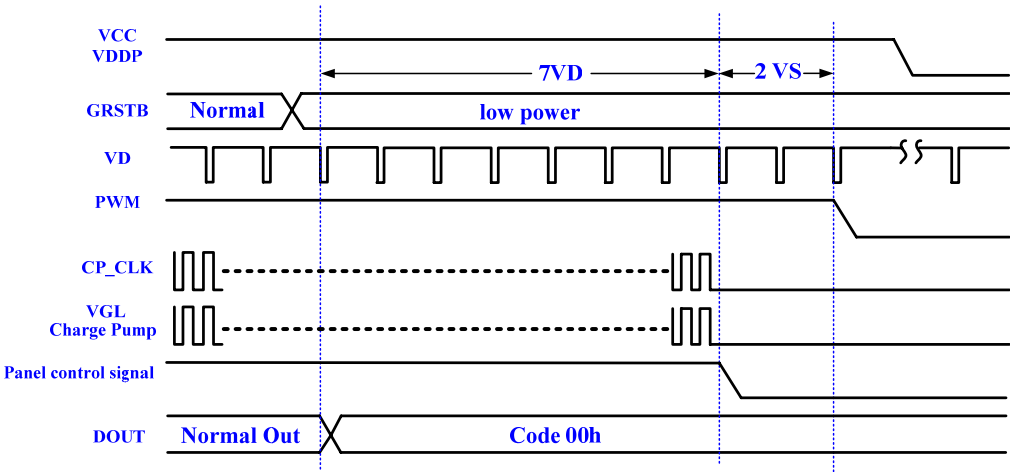 VCC
VDDP
7VD
2 VS
GRSTB
Normal
low power
VD
PWM
CP_CLK
VGL
Charge Pump
Panel control signal
DOUT
Normal Out
Code 00h